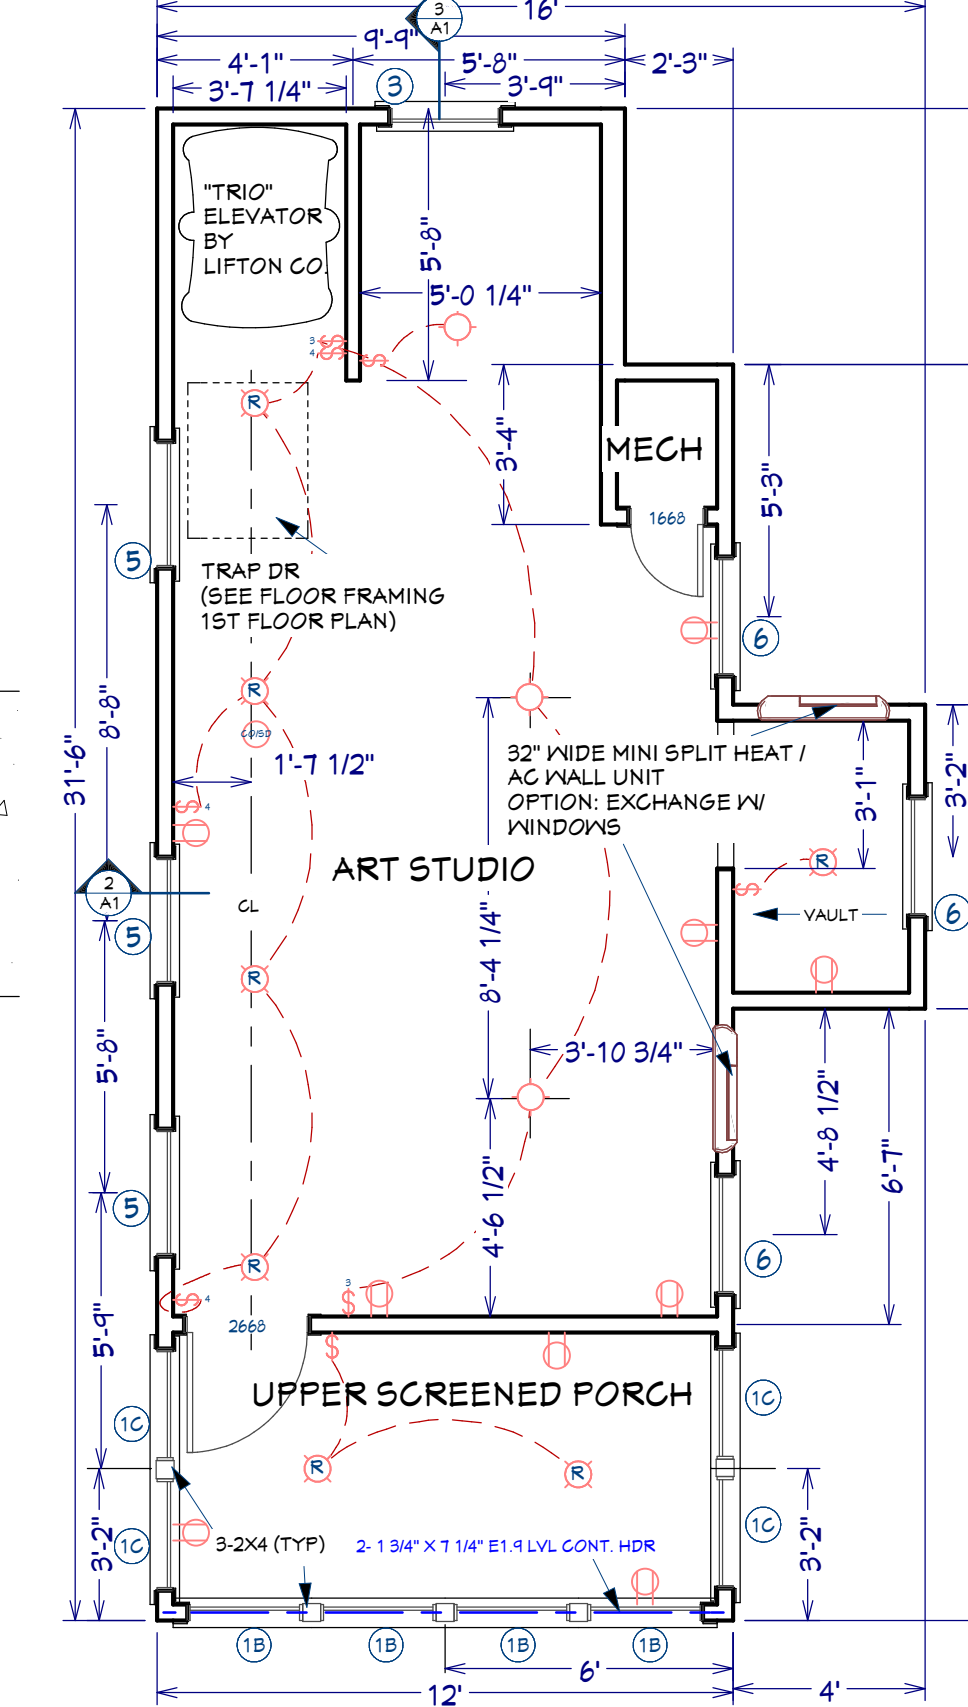 16'
3
A1
9'-9"
4'-1"
5'-8"
2'-3"
3'-7 1/4"
3
3'-9"
"TRIO"
ELEVATOR
BY
LIFTON CO.
5'-8"
5'-0 1/4"
3
4
$
$
$
R
3'-4"
MECH
5'-3"
1668
5
TRAP DR
(SEE FLOOR FRAMING
1ST FLOOR PLAN)
6
8'-8"
31'-6"
R
CO/SD
1'-7 1/2"
32" WIDE MINI SPLIT HEAT /
AC WALL UNIT
OPTION: EXCHANGE W/
WINDOWS
3'-1"
3'-2"
$ 4
ART STUDIO
R
$
2
A1
CL
VAULT
6
5
8'-4 1/4"
R
5'-8"
3'-10 3/4"
4'-8 1/2"
6'-7"
4'-6 1/2"
5
6
R
3
$ 4
$
2668
5'-9"
$
UPPER SCREENED PORCH
1C
1C
R
R
3'-2"
1C
3-2X4 (TYP)
2- 1 3/4" X 7 1/4" E1.9 LVL CONT. HDR
1C
3'-2"
1B
1B
1B
1B
6'
12'
4'